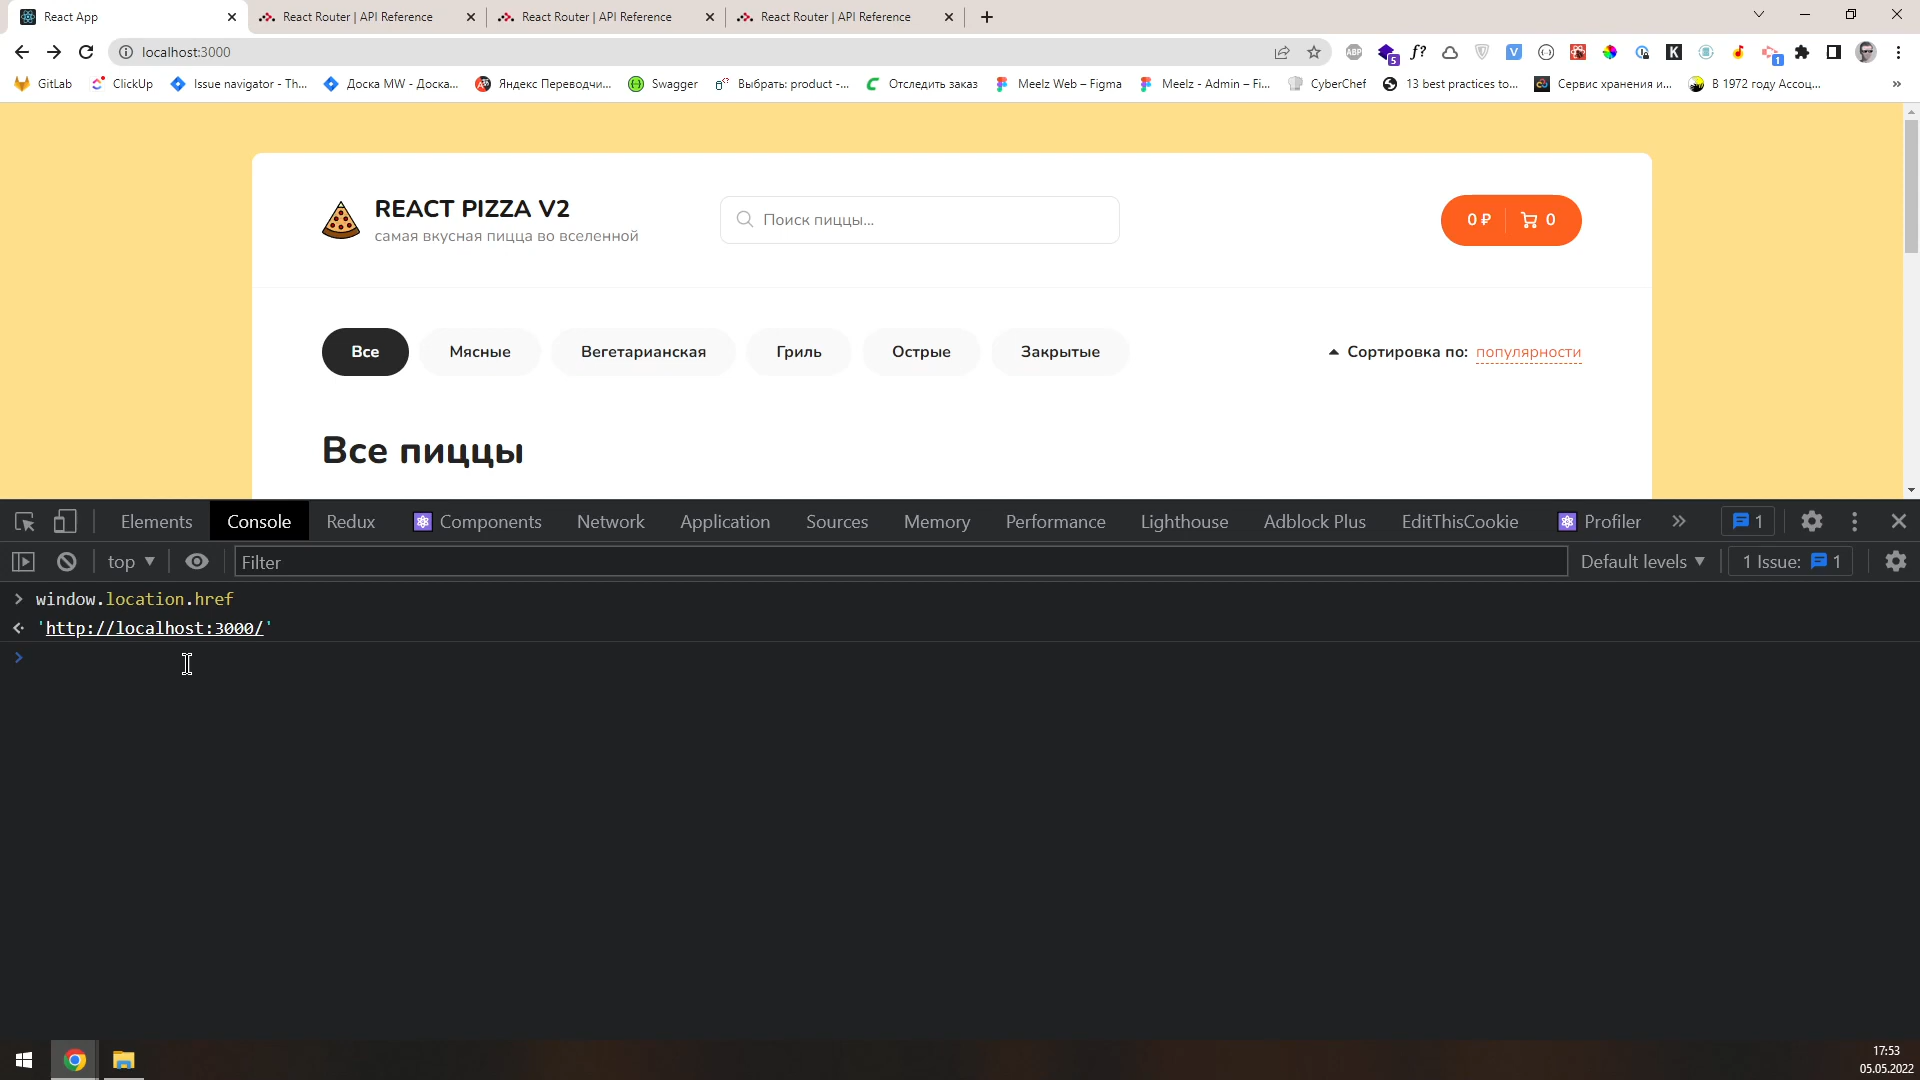 React App
React Router | API Reference
React Router | API Reference
React Router | API Reference
localhost:3000
ABP
5
f?
V
K
1
GitLab
ClickUp
Issue navigator - Th...
Доска MW - Доска...
Яндекс Переводчи...
Swagger
Выбрать: product -...
Отследить заказ
Meelz Web – Figma
Meelz - Admin – Fi...
CyberChef
13 best practices to...
Сервис хранения и...
В 1972 году Ассоц...
»
REACT PIZZA V2
самая вкусная пицца во вселенной
Поиск пиццы...
0 ₽
0
Все
Мясные
Вегетарианская
Гриль
Острые
Закрытые
Сортировка по: популярности
Все пиццы
Elements
Console
Redux
Components
Network
Application
Sources
Memory
Performance
Lighthouse
Adblock Plus
EditThisCookie
Profiler
»
1
top
Filter
Default levels
1 Issue: 1
window.location.href
'http://localhost:3000/'
17:53
05.05.2022